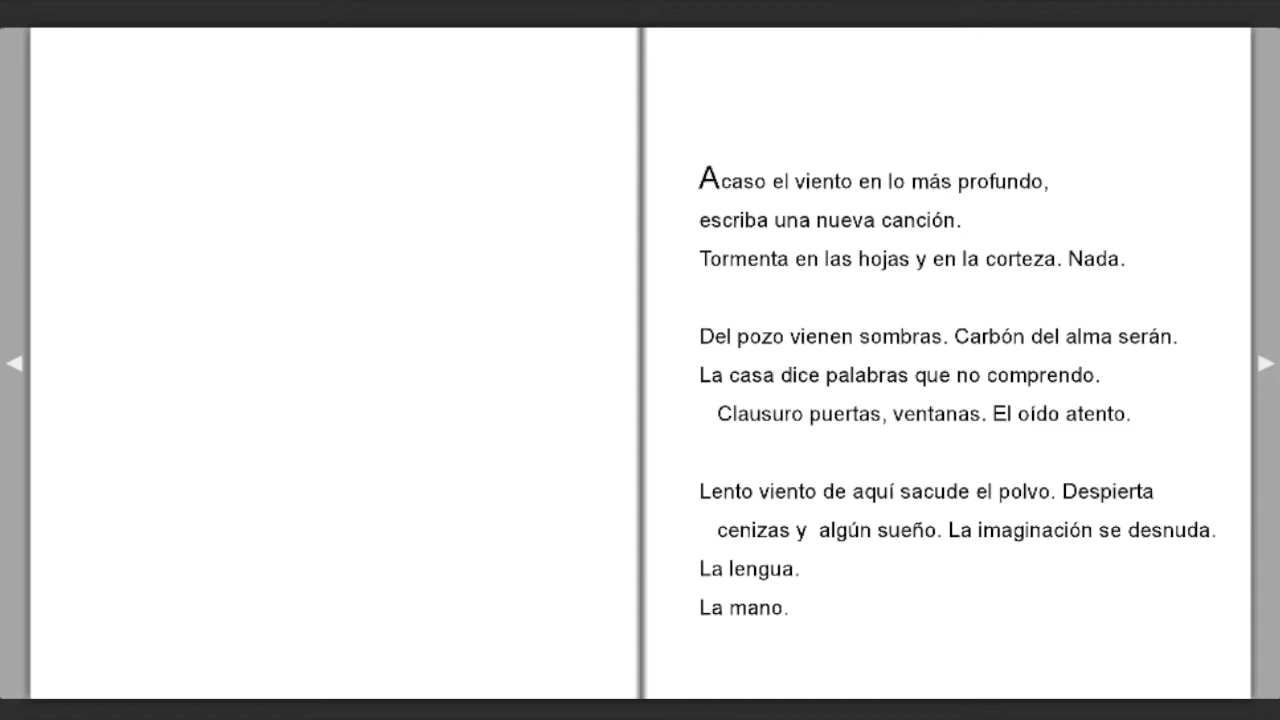 Acaso el viento en lo más profundo,
escriba una nueva canción.
Tormenta en las hojas y en la corteza. Nada.
Del pozo vienen sombras. Carbón del alma serán.
La casa dice palabras que no comprendo.
Clausuro puertas, ventanas. El oído atento.
Lento viento de aquí sacude el polvo. Despierta
cenizas y  algún sueño. La imaginación se desnuda.
La lengua.
La mano.